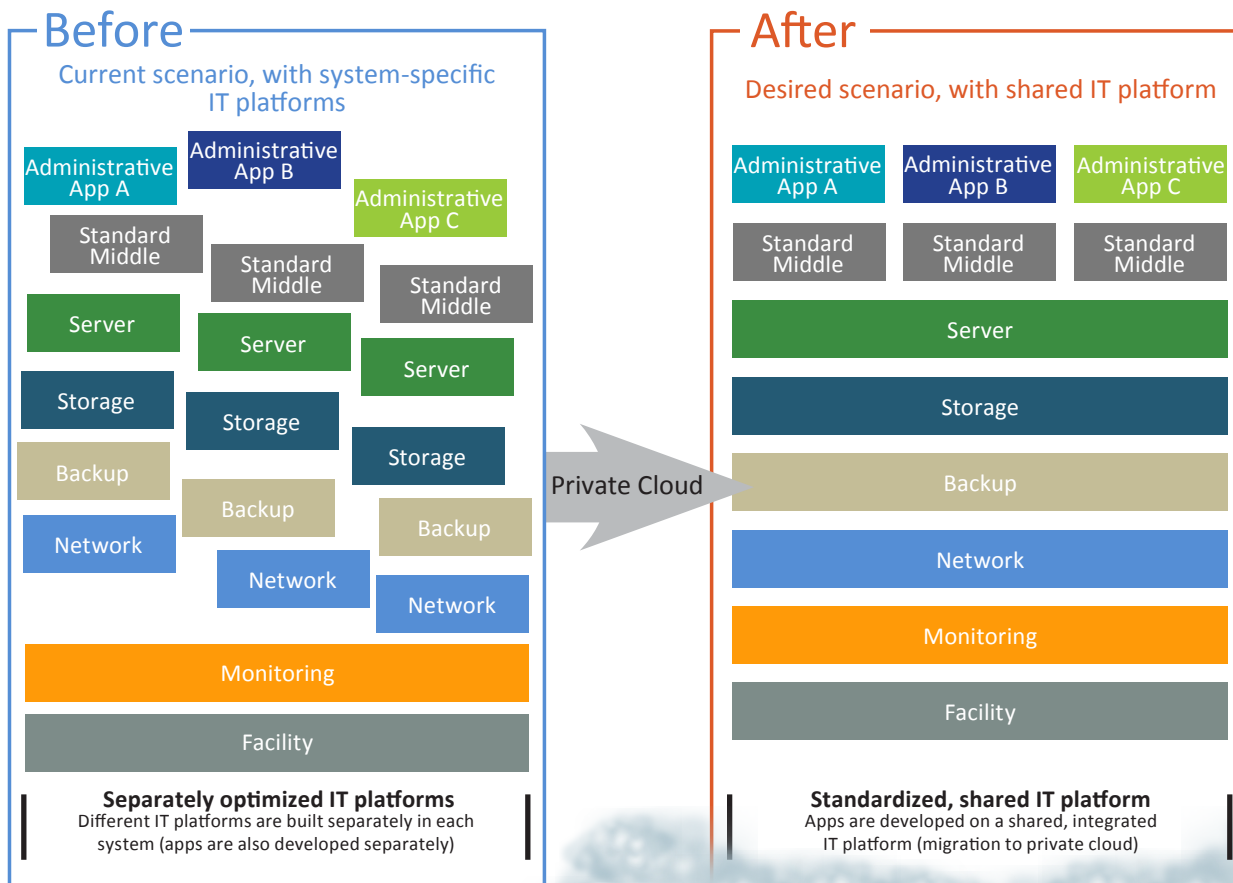 Before
Current scenario, with system-specific
IT platforms
Administrative
App A
Administrative
App B
Administrative
App C
Standard
Middle
Standard
Middle
Standard
Middle
Server
Server
Server
Storage
Storage
Storage
Backup
Backup
Backup
Network
Network
Network
Monitoring
Facility
Separately optimized IT platforms
Different IT platforms are built separately in each
system (apps are also developed separately)
Private Cloud
After
Desired scenario, with shared IT platform
Administrative
App A
Administrative
App B
Administrative
App C
Standard
Middle
Standard
Middle
Standard
Middle
Server
Storage
Backup
Network
Monitoring
Facility
Standardized, shared IT platform
Apps are developed on a shared, integrated
IT platform (migration to private cloud)